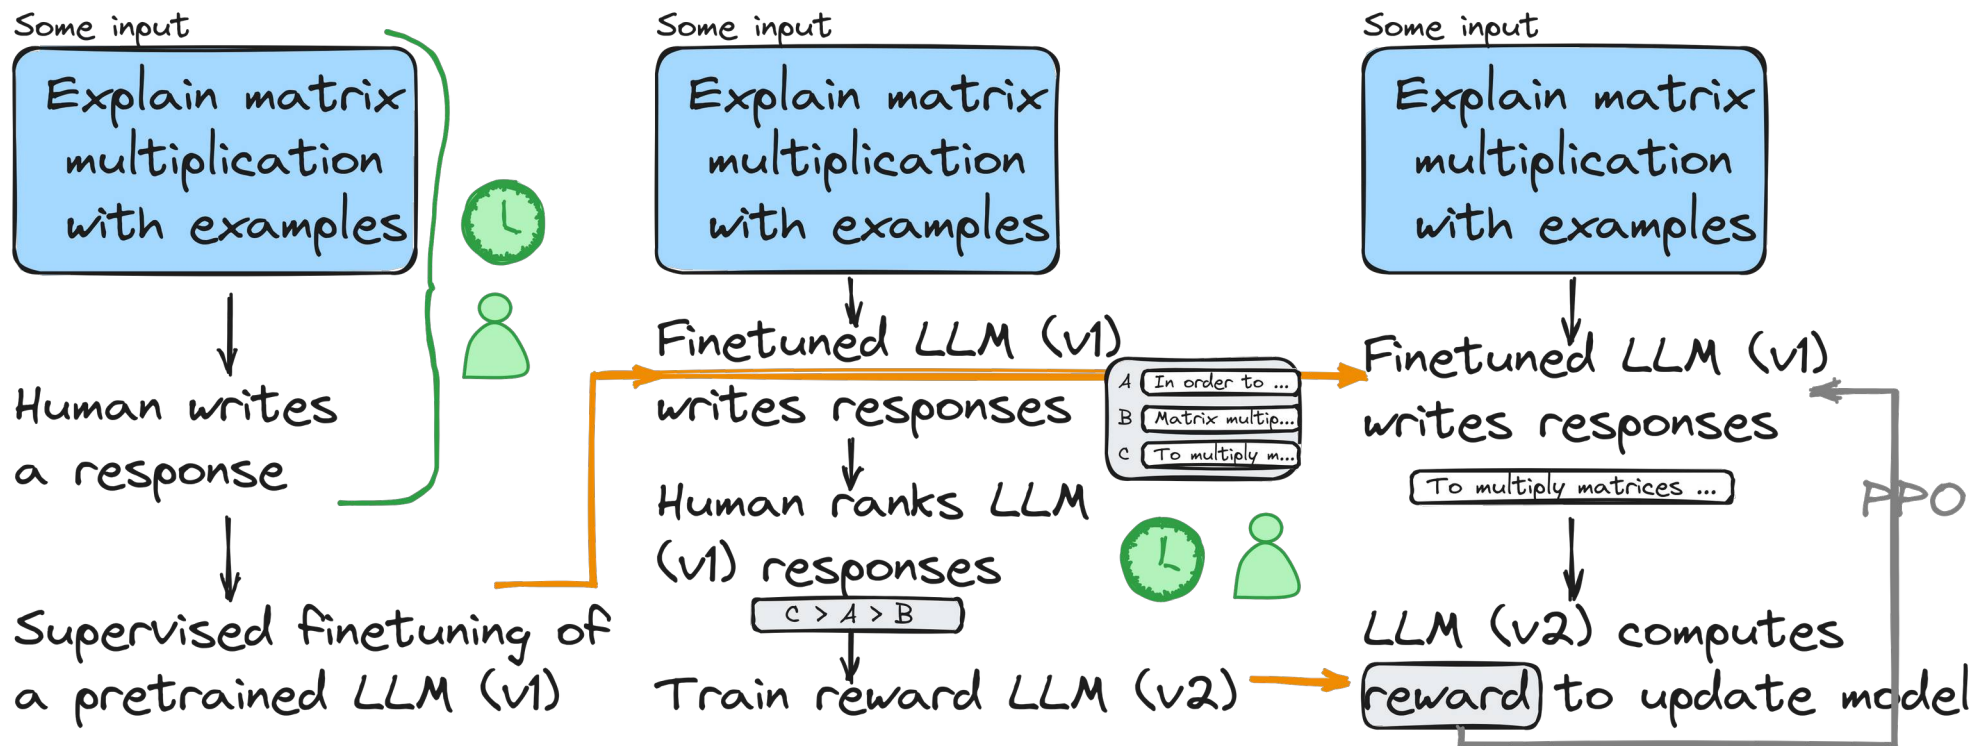 Some input
Explain matrix
multiplication
with examples
Human writes
a response
Supervised finetuning of
a pretrained LLM (v1)
Some input
Explain matrix
multiplication
with examples
Finetuned LLM (v1)
writes responses
A In order to ...
B Matrix multip...
C To multiply m...
Human ranks LLM
(v1) responses
C > A > B
Train reward LLM (v2)
Some input
Explain matrix
multiplication
with examples
Finetuned LLM (v1)
writes responses
To multiply matrices ...
PPO
LLM (v2) computes
reward to update model